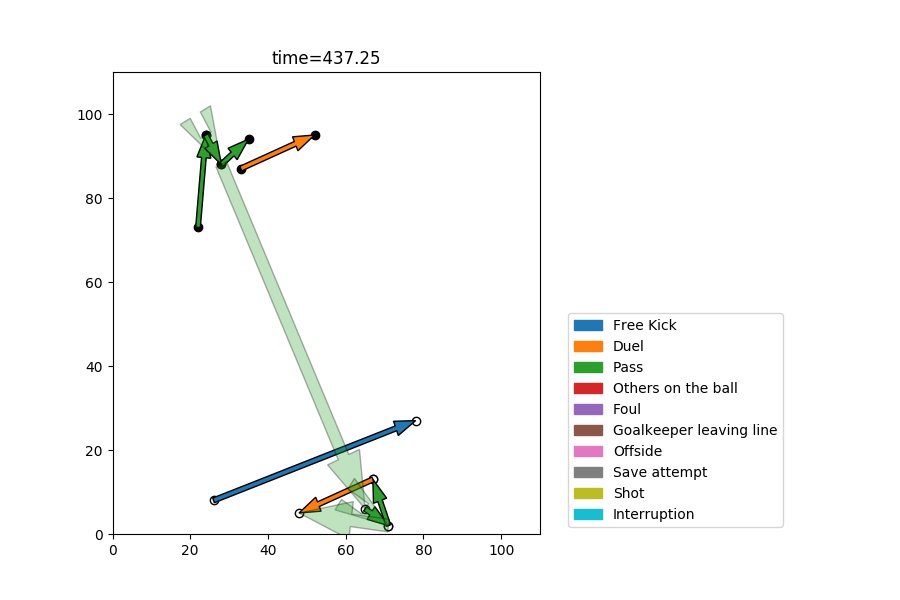 time=437.25
100
80
60
40
20
0
0 20 40 60 80 100
Free Kick
Duel
Pass
Others on the ball
Foul
Goalkeeper leaving line
Offside
Save attempt
Shot
Interruption